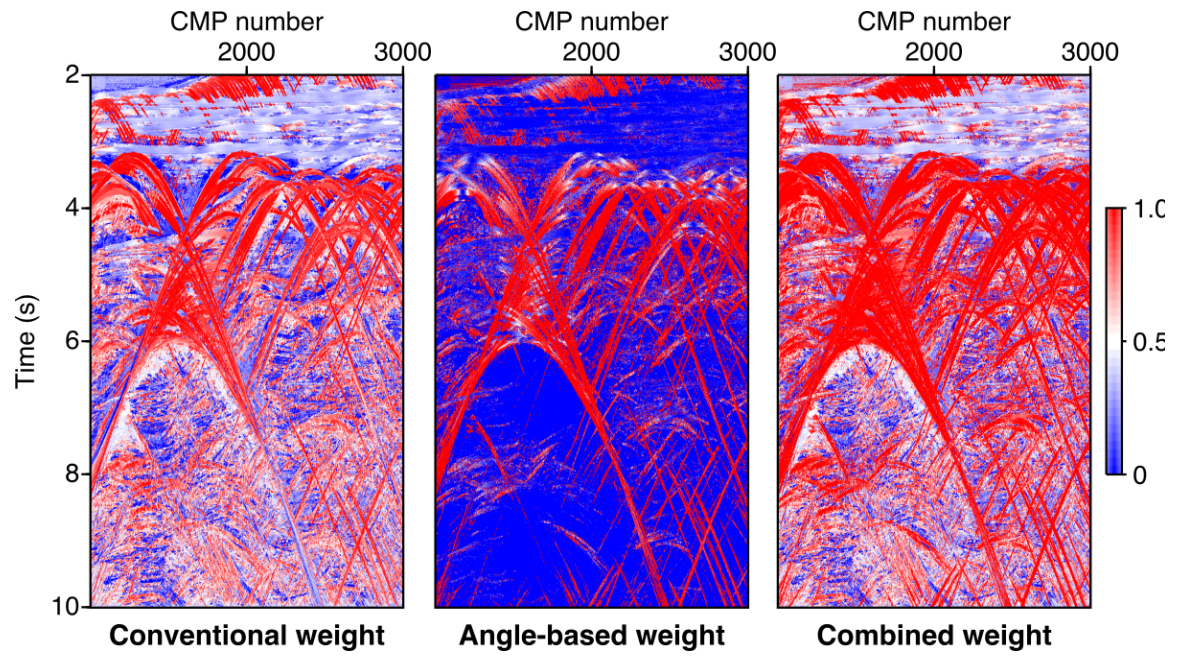 CMP number CMP number CMP number
2000 3000 2000 3000 2000 3000
2
4
6
8
10
Time (s)
1.0
0.5
0
Conventional weight Angle-based weight Combined weight